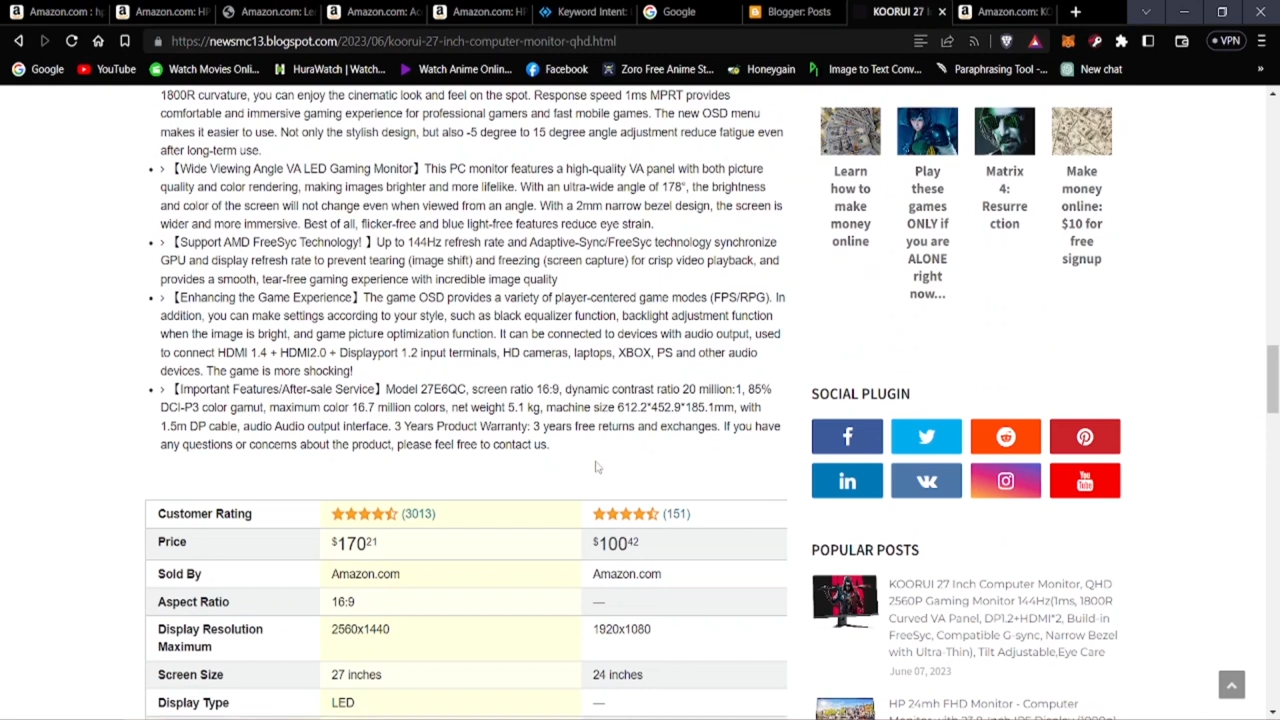 Amazon.com : hp
Amazon.com: HP
Amazon.com: Le
Amazon.com: Ac
Amazon.com: HP
Keyword Intent:
Google
Blogger: Posts
KOORUI 27 in
Amazon.com: KO
https://newsmc13.blogspot.com/2023/06/koorui-27-inch-computer-monitor-qhd.html
VPN
Google
YouTube
Watch Movies Onli...
HuraWatch | Watch...
Watch Anime Onlin...
Facebook
Zoro Free Anime St...
Honeygain
Image to Text Conv...
Paraphrasing Tool -...
New chat
»
1800R curvature, you can enjoy the cinematic look and feel on the spot. Response speed 1ms MPRT provides
comfortable and immersive gaming experience for professional gamers and fast mobile games. The new OSD menu
makes it easier to use. Not only the stylish design, but also -5 degree to 15 degree angle adjustment reduce fatigue even
after long-term use.
• › 【Wide Viewing Angle VA LED Gaming Monitor】This PC monitor features a high-quality VA panel with both picture
quality and color rendering, making images brighter and more lifelike. With an ultra-wide angle of 178°, the brightness
and color of the screen will not change even when viewed from an angle. With a 2mm narrow bezel design, the screen is
wider and more immersive. Best of all, flicker-free and blue light-free features reduce eye strain.
• › 【Support AMD FreeSyc Technology! 】Up to 144Hz refresh rate and Adaptive-Sync/FreeSyc technology synchronize
GPU and display refresh rate to prevent tearing (image shift) and freezing (screen capture) for crisp video playback, and
provides a smooth, tear-free gaming experience with incredible image quality
• › 【Enhancing the Game Experience】The game OSD provides a variety of player-centered game modes (FPS/RPG). In
addition, you can make settings according to your style, such as black equalizer function, backlight adjustment function
when the image is bright, and game picture optimization function. It can be connected to devices with audio output, used
to connect HDMI 1.4 + HDMI2.0 + Displayport 1.2 input terminals, HD cameras, laptops, XBOX, PS and other audio
devices. The game is more shocking!
• › 【Important Features/After-sale Service】Model 27E6QC, screen ratio 16:9, dynamic contrast ratio 20 million:1, 85%
DCI-P3 color gamut, maximum color 16.7 million colors, net weight 5.1 kg, machine size 612.2*452.9*185.1mm, with
1.5m DP cable, audio Audio output interface. 3 Years Product Warranty: 3 years free returns and exchanges. If you have
any questions or concerns about the product, please feel free to contact us.
Customer Rating (3013) (151)
Price $170 21 $100 42
Sold By Amazon.com Amazon.com
Aspect Ratio 16:9 —
Display Resolution
Maximum 2560x1440 1920x1080
Screen Size 27 inches 24 inches
Display Type LED —
Learn
how to
make
money
online
Play
these
games
ONLY if
you are
ALONE
right
now...
Matrix
4:
Resurre
ction
Make
money
online:
$10 for
free
signup
SOCIAL PLUGIN
You
Tube
POPULAR POSTS
KOORUI 27 Inch Computer Monitor, QHD
2560P Gaming Monitor 144Hz(1ms, 1800R
Curved VA Panel, DP1.2+HDMI*2, Build-in
FreeSyc, Compatible G-sync, Narrow Bezel
with Ultra-Thin), Tilt Adjustable,Eye Care
June 07, 2023
HP 24mh FHD Monitor - Computer